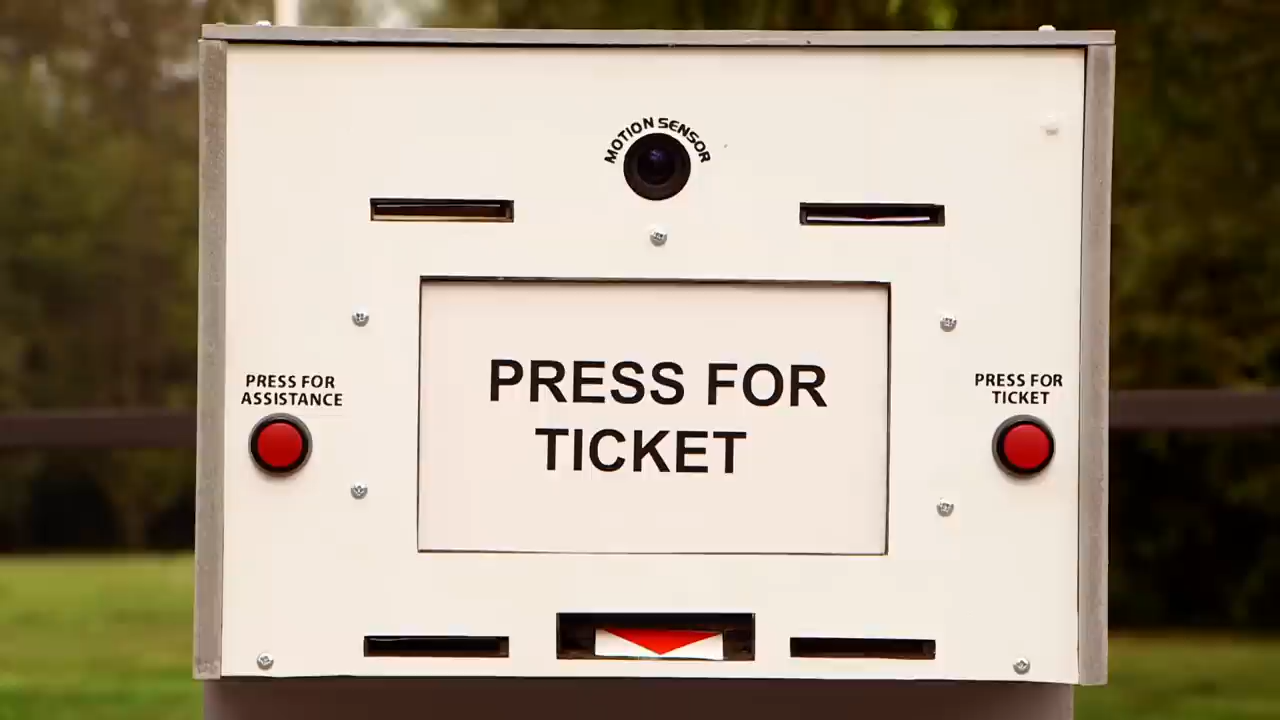 MOTION SENSOR
PRESS FOR
ASSISTANCE
PRESS FOR
TICKET
PRESS FOR
TICKET